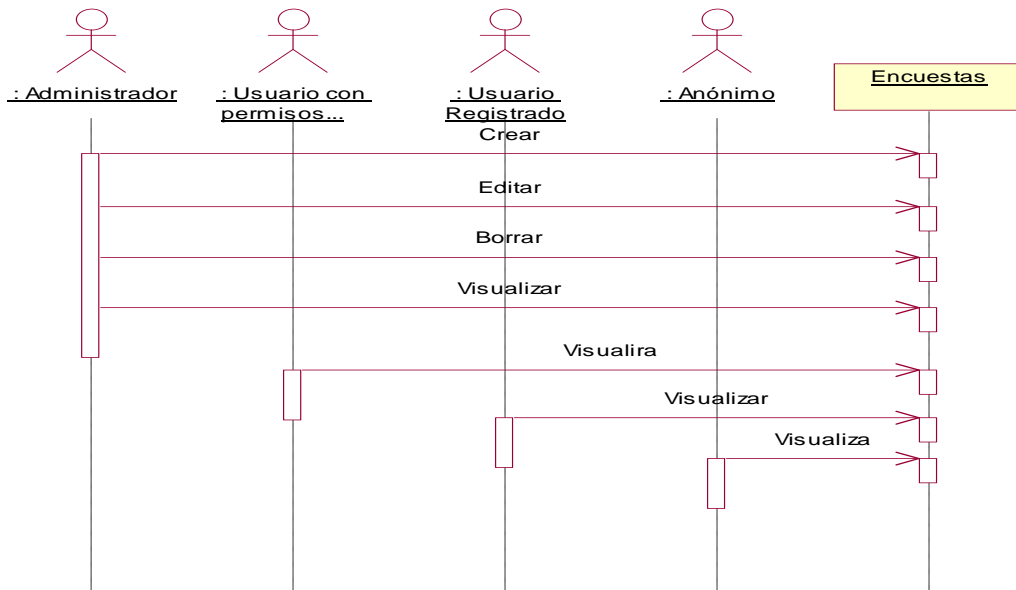 : Administrador
: Usuario con
permisos...
: Usuario
Registrado
: Anónimo
Encuestas
Crear
Editar
Borrar
Visualizar
Visualira
Visualizar
Visualiza